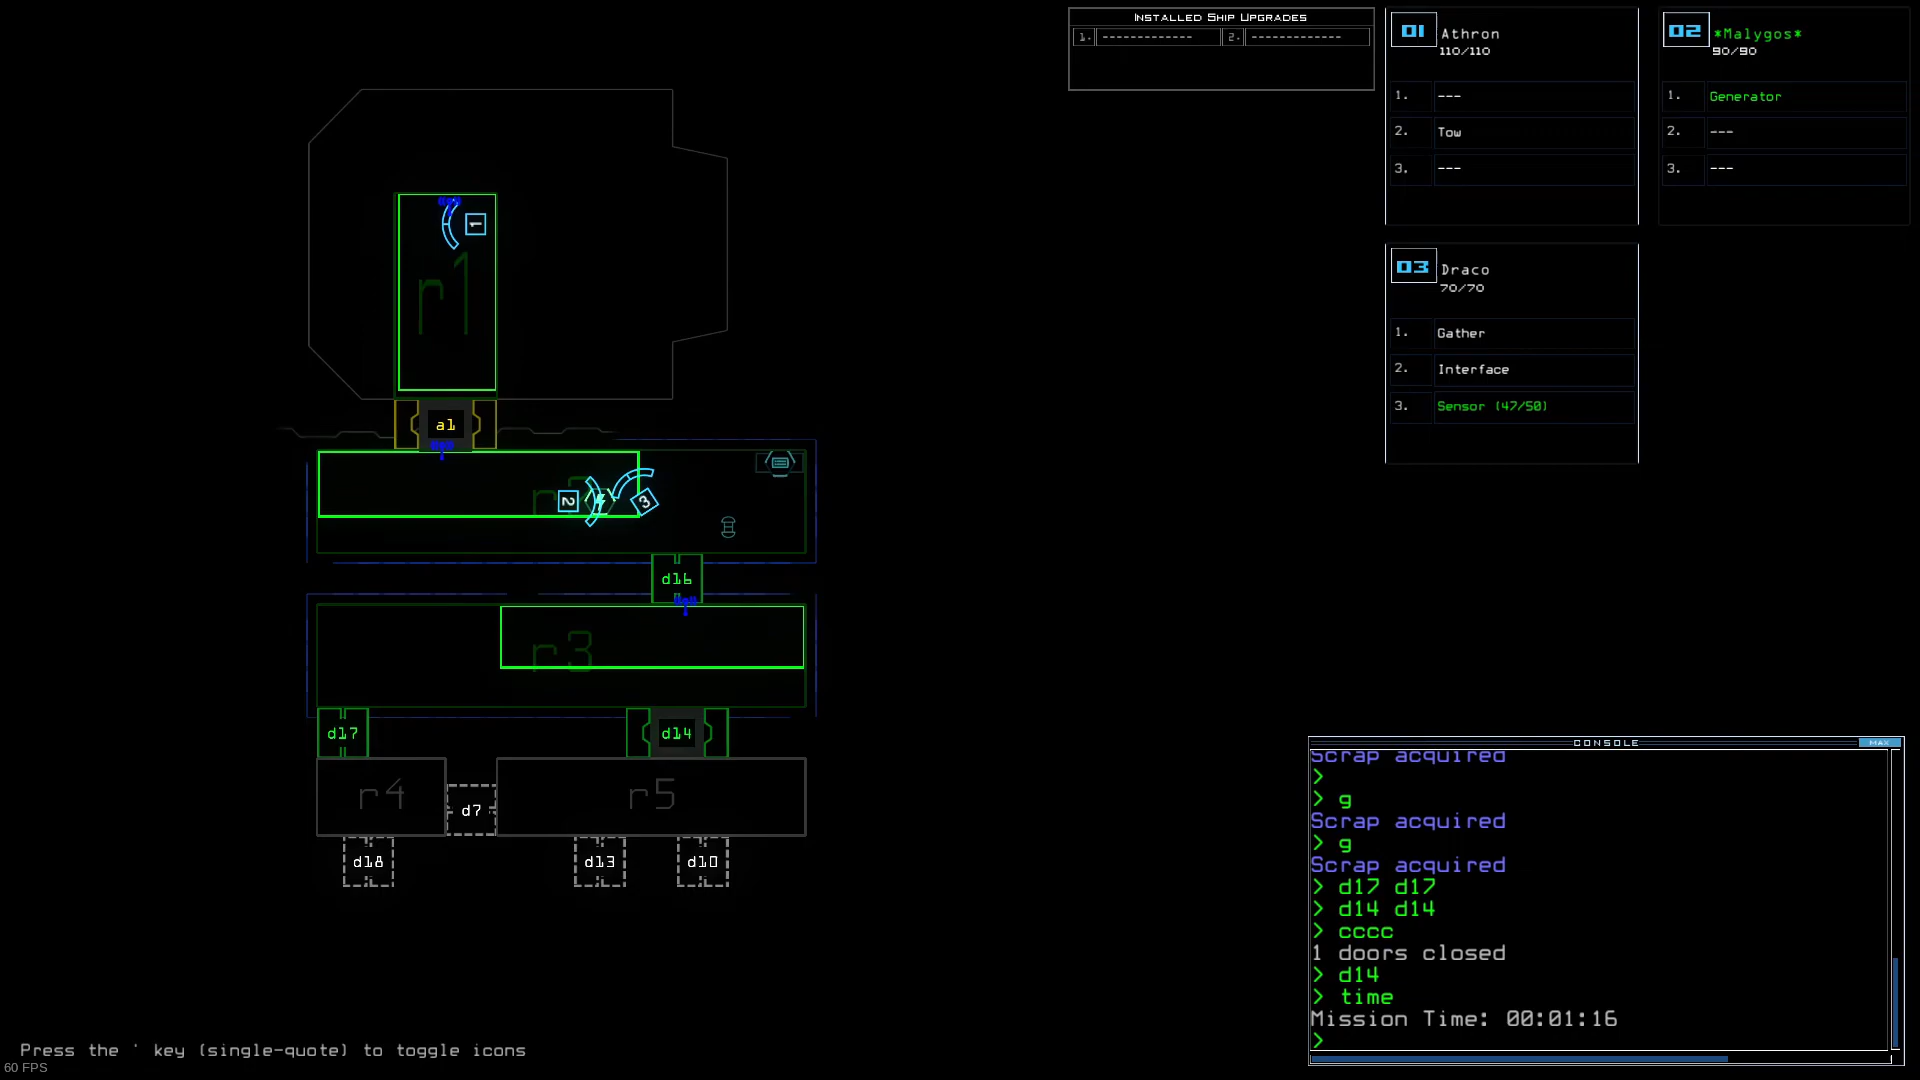 INSTALLED SHIP UPGRADES
1. ------------- 2. -------------
01 Athron
110/110
1. ---
2. Tow
3. ---
02 *Malygos*
90/90
1. Generator
2. ---
3. ---
03 Draco
70/70
1. Gather
2. Interface
3. Sensor (47/50)
1
r1
a1
2
3
d16
r3
d17
d14
r4
d7
r5
d18
d13
d10
CONSOLE
MAX
Scrap acquired
>
> g
Scrap acquired
> g
Scrap acquired
> d17 d17
> d14 d14
> cccc
1 doors closed
> d14
> time
Mission Time: 00:01:16
>
Press the ' key (single-quote) to toggle icons
60 FPS